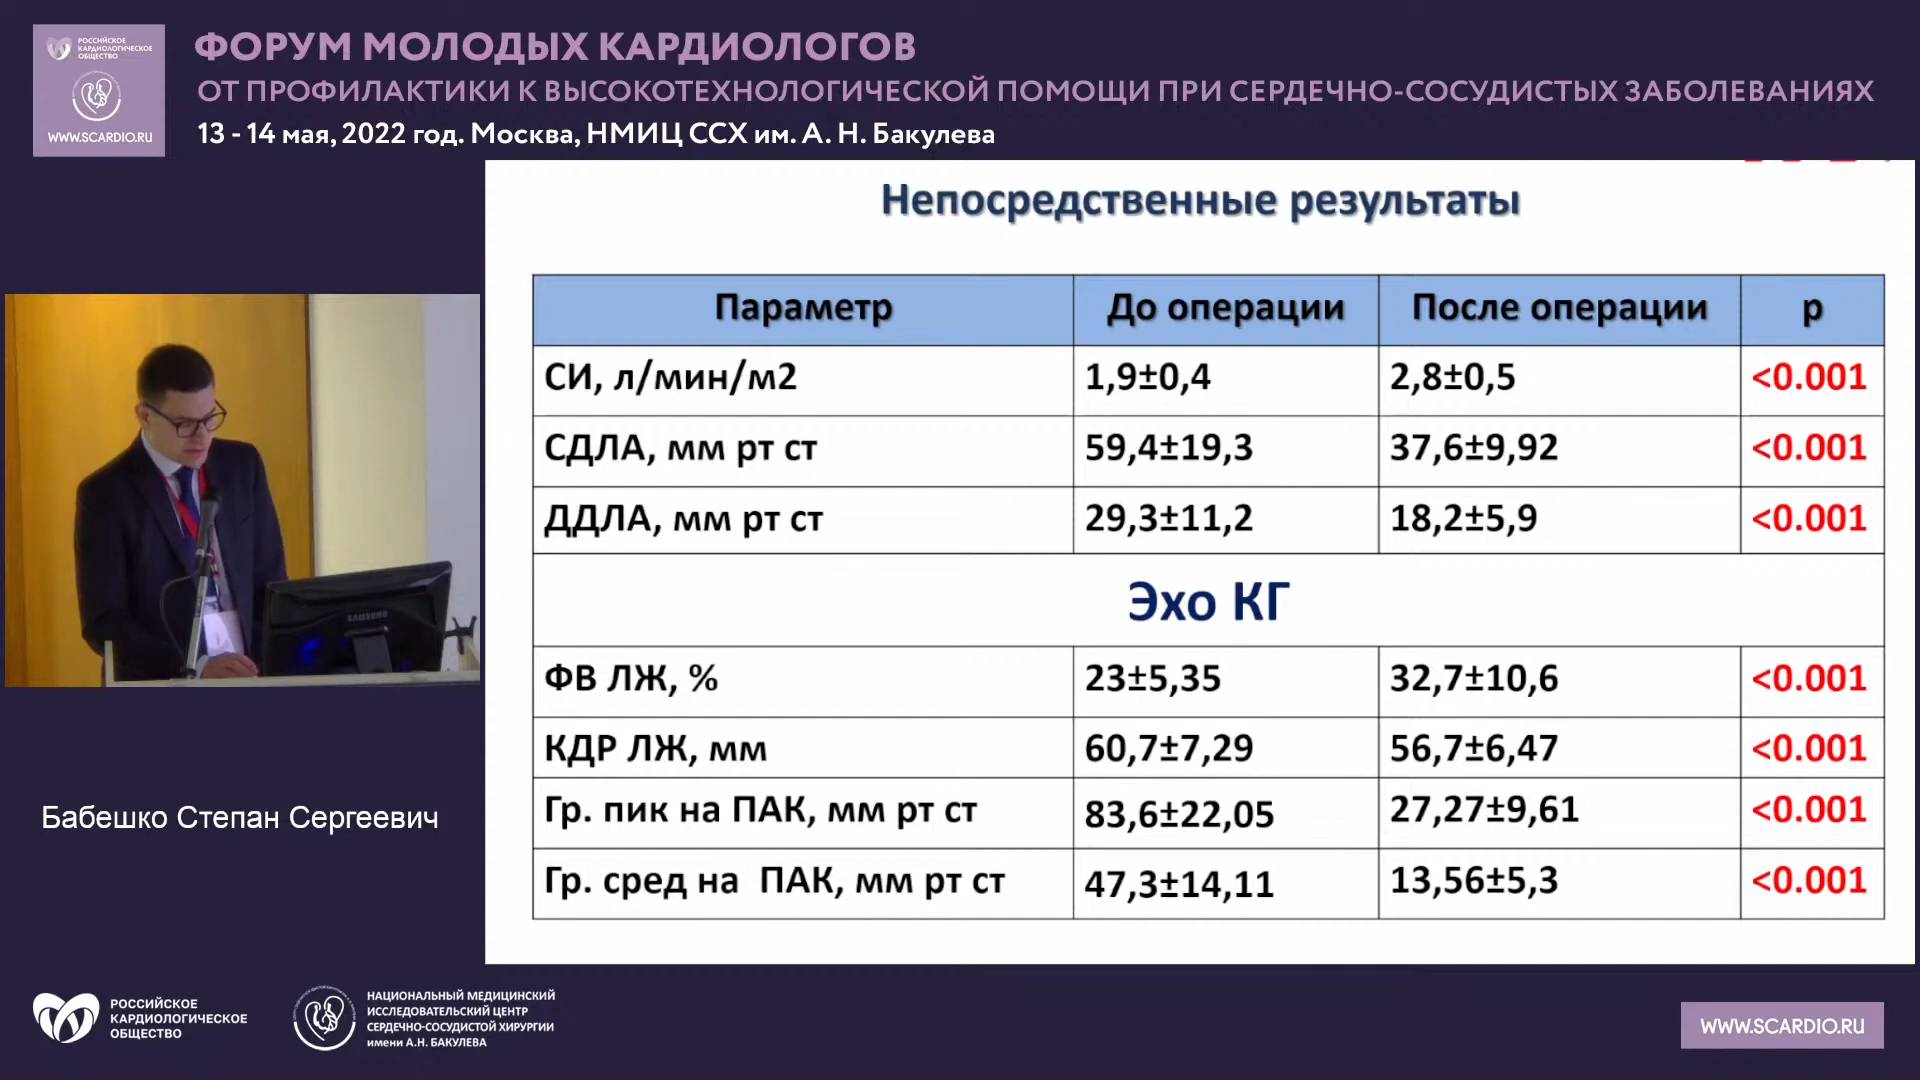 РОССИЙСКОЕ
КАРДИОЛОГИЧЕСКОЕ
ОБЩЕСТВО
WWW.SCARDIO.RU
ФОРУМ МОЛОДЫХ КАРДИОЛОГОВ
ОТ ПРОФИЛАКТИКИ К ВЫСОКОТЕХНОЛОГИЧЕСКОЙ ПОМОЩИ ПРИ СЕРДЕЧНО-СОСУДИСТЫХ ЗАБОЛЕВАНИЯХ
13 - 14 мая, 2022 год. Москва, НМИЦ ССХ им. А. Н. Бакулева
Непосредственные результаты
Параметр До операции После операции р
СИ, л/мин/м2 1,9±0,4 2,8±0,5 <0.001
СДЛА, мм рт ст 59,4±19,3 37,6±9,92 <0.001
ДДЛА, мм рт ст 29,3±11,2 18,2±5,9 <0.001
Эхо КГ
ФВ ЛЖ, % 23±5,35 32,7±10,6 <0.001
КДР ЛЖ, мм 60,7±7,29 56,7±6,47 <0.001
Гр. пик на ПАК, мм рт ст 83,6±22,05 27,27±9,61 <0.001
Гр. сред на ПАК, мм рт ст 47,3±14,11 13,56±5,3 <0.001
SAMSUNG
Бабешко Степан Сергеевич
РОССИЙСКОЕ
КАРДИОЛОГИЧЕСКОЕ
ОБЩЕСТВО
НАЦИОНАЛЬНЫЙ МЕДИЦИНСКИЙ
ИССЛЕДОВАТЕЛЬСКИЙ ЦЕНТР
СЕРДЕЧНО-СОСУДИСТОЙ ХИРУРГИИ
имени А.Н. БАКУЛЕВА
WWW.SCARDIO.RU